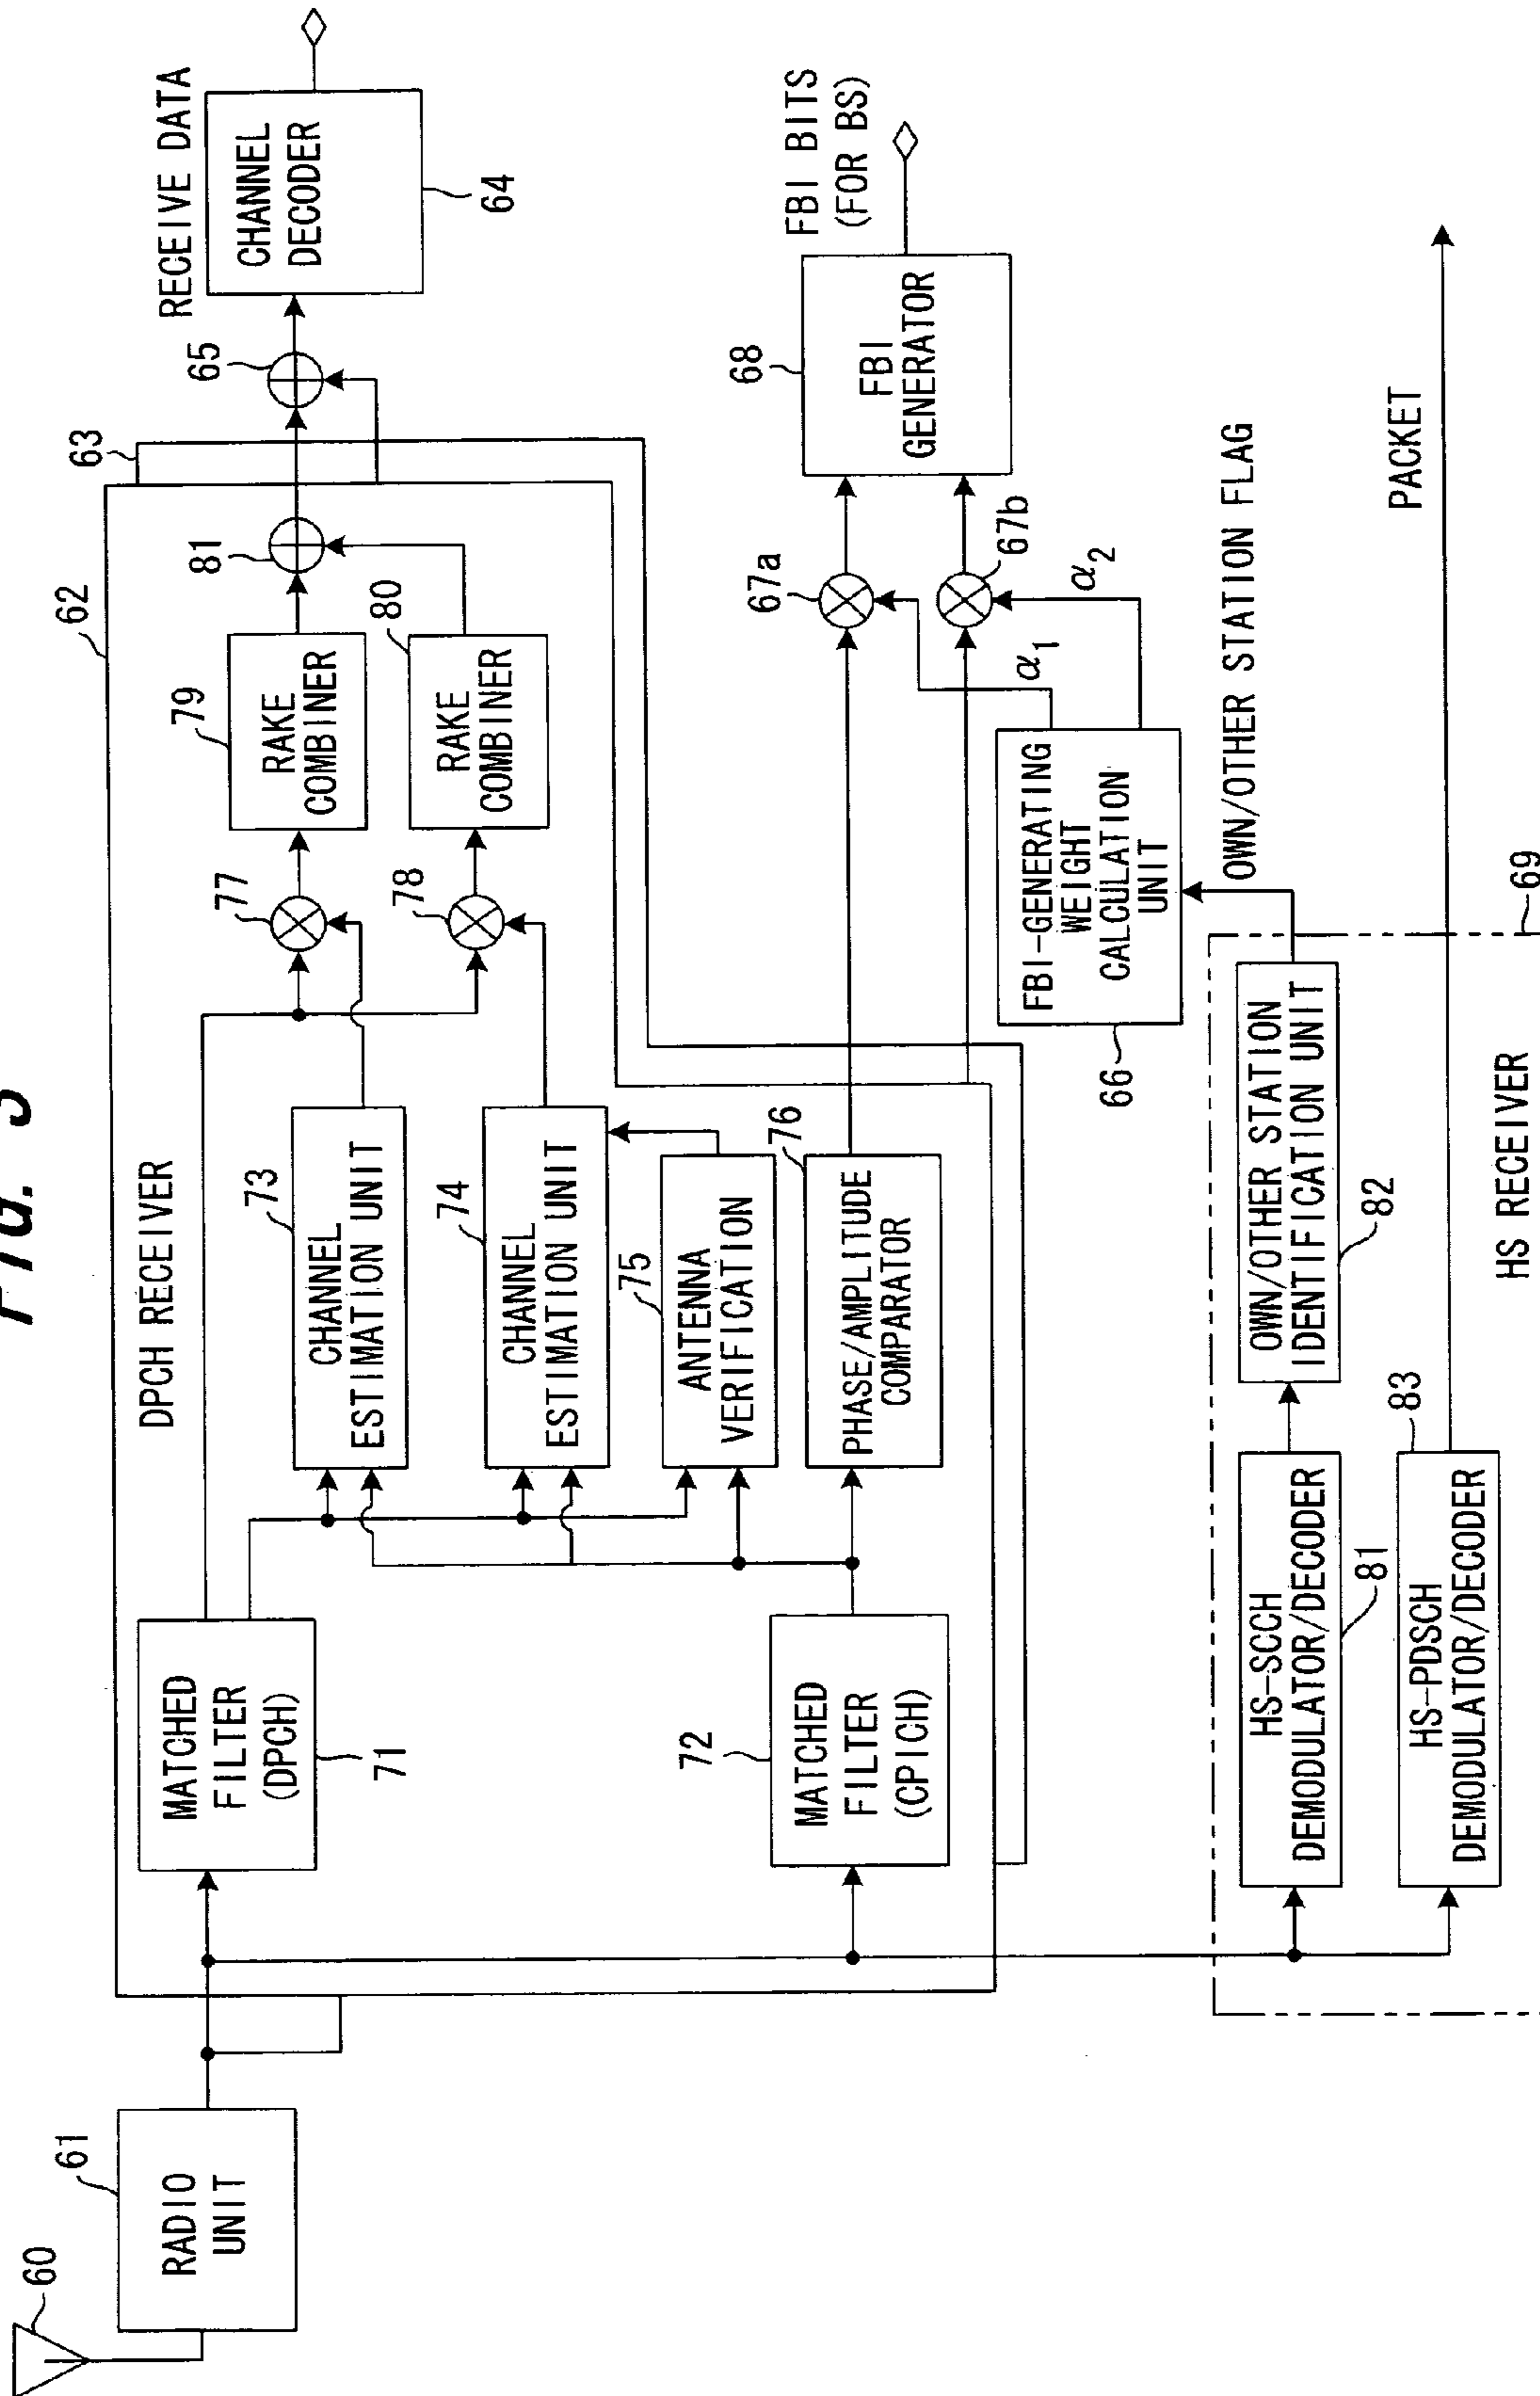 60
61
RADIO
UNIT
62
63
DPCH RECEIVER
MATCHED
FILTER
(DPCH)
71
72
MATCHED
FILTER
(CPICH)
73
CHANNEL
ESTIMATION UNIT
74
CHANNEL
ESTIMATION UNIT
75
ANTENNA
VERIFICATION
76
PHASE/AMPLITUDE
COMPARATOR
77
78
79
RAKE
COMBINER
80
RAKE
COMBINER
81
65
RECEIVE DATA
CHANNEL
DECODER
64
67a
67b
α1
α2
68
FBI
GENERATOR
FBI BITS
(FOR BS)
FBI-GENERATING
WEIGHT
CALCULATION
UNIT
66
OWN/OTHER STATION FLAG
HS-SCCH
DEMODULATOR/DECODER
81
OWN/OTHER STATION
IDENTIFICATION UNIT
82
83
HS-PDSCH
DEMODULATOR/DECODER
PACKET
HS RECEIVER
69